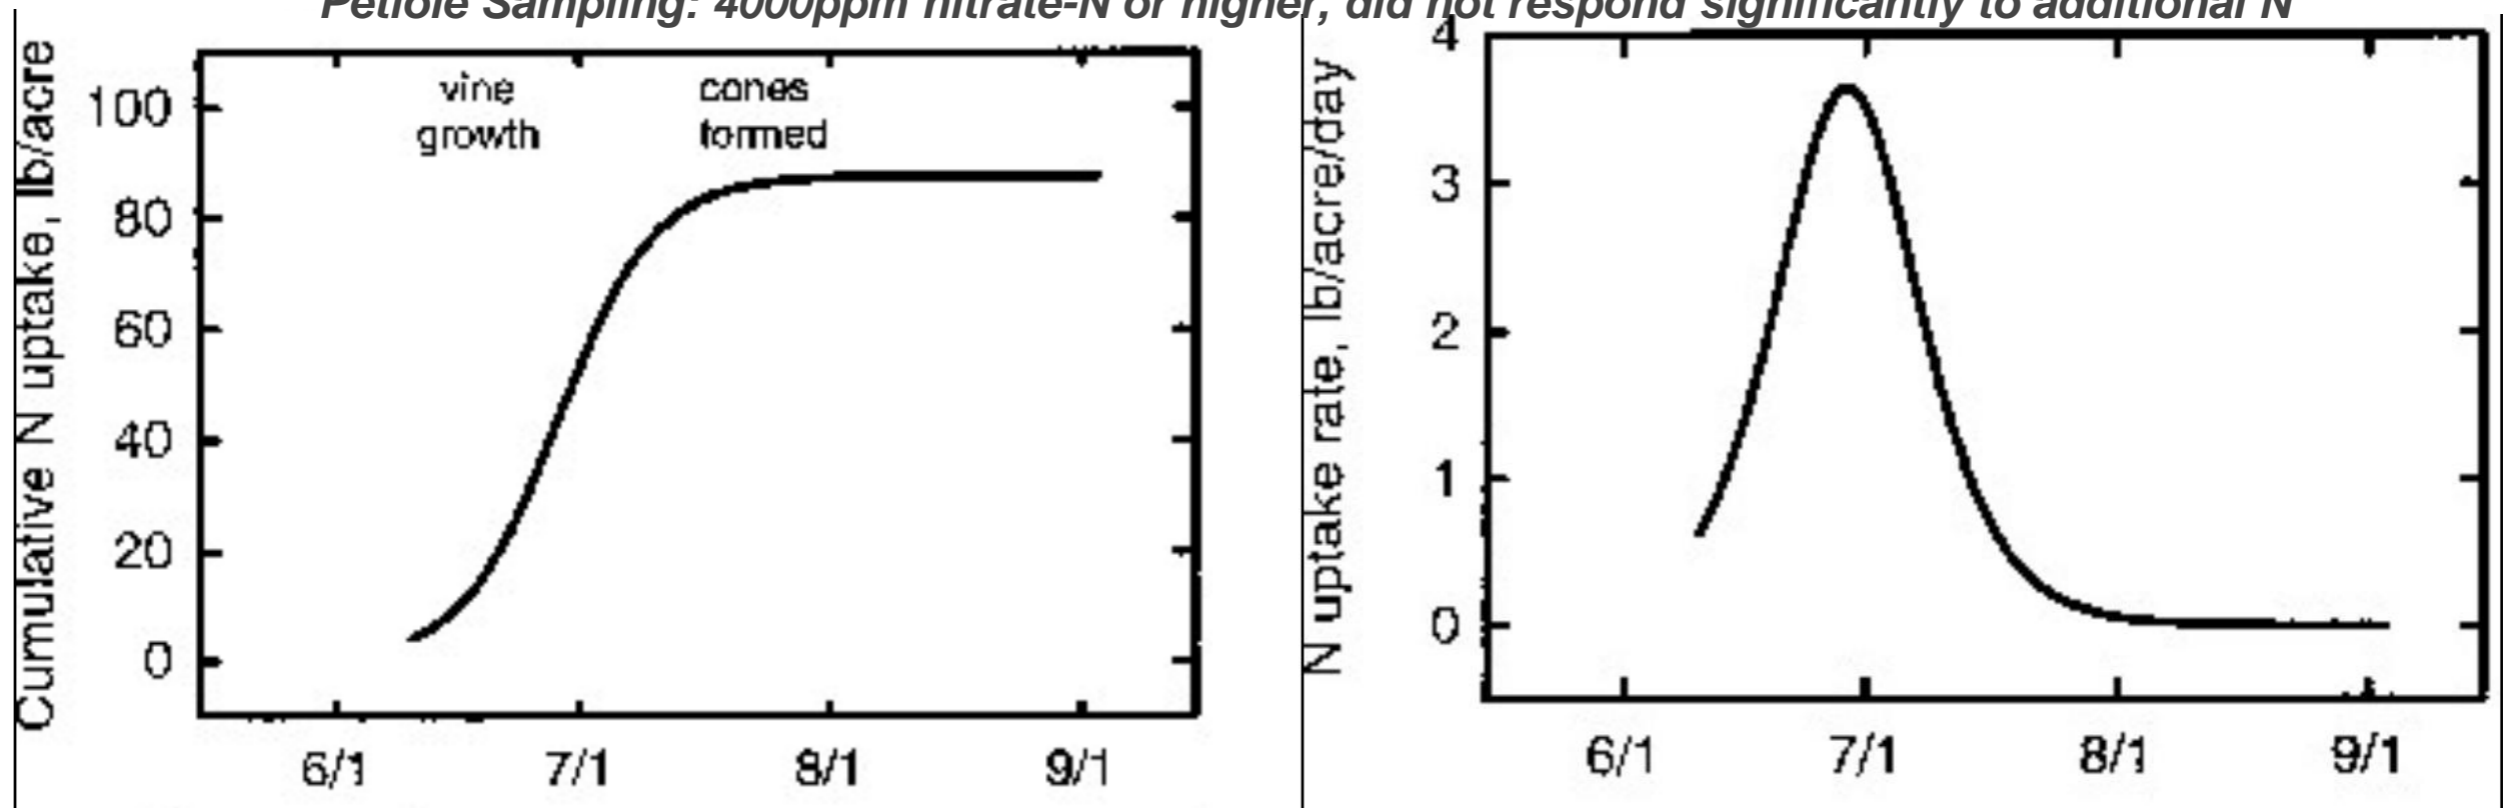 Petiole Sampling: 4000ppm nitrate-N or higher, did not respond significantly to additional N
Cumulative N uptake, lb/acre
100
80
60
40
20
0
vine
growth
cones
formed
6/1
7/1
8/1
9/1
N uptake rate, lb/acre/day
4
3
2
1
0
6/1
7/1
8/1
9/1